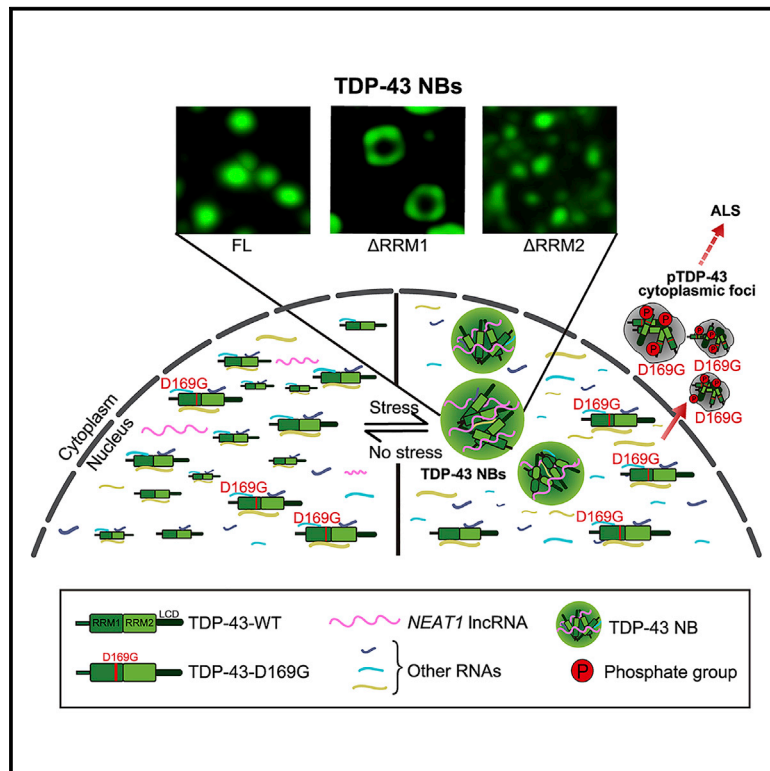 TDP-43 NBs
FL
ΔRRM1
ΔRRM2
ALS
pTDP-43
cytoplasmic foci
P
P
P
P
P
P
P
D169G
D169G
D169G
Cytoplasm
Nucleus
D169G
Stress
No stress
TDP-43 NBs
D169G
D169G
D169G
D169G
D169G
RRM1 RRM2 LCD TDP-43-WT
NEAT1 lncRNA
TDP-43 NB
D169G
TDP-43-D169G
Other RNAs
P Phosphate group